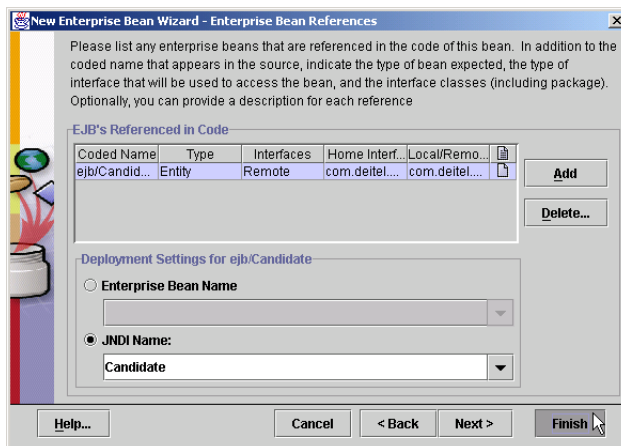 New Enterprise Bean Wizard - Enterprise Bean References
Please list any enterprise beans that are referenced in the code of this bean. In addition to the
coded name that appears in the source, indicate the type of bean expected, the type of
interface that will be used to access the bean, and the interface classes (including package).
Optionally, you can provide a description for each reference
EJB's Referenced in Code
Coded Name Type Interfaces Home Interf... Local/Remo...
ejb/Candid... Entity Remote com.deitel.... com.deitel....
Add
Delete...
Deployment Settings for ejb/Candidate
Enterprise Bean Name
JNDI Name:
Candidate
Help... Cancel < Back Next > Finish